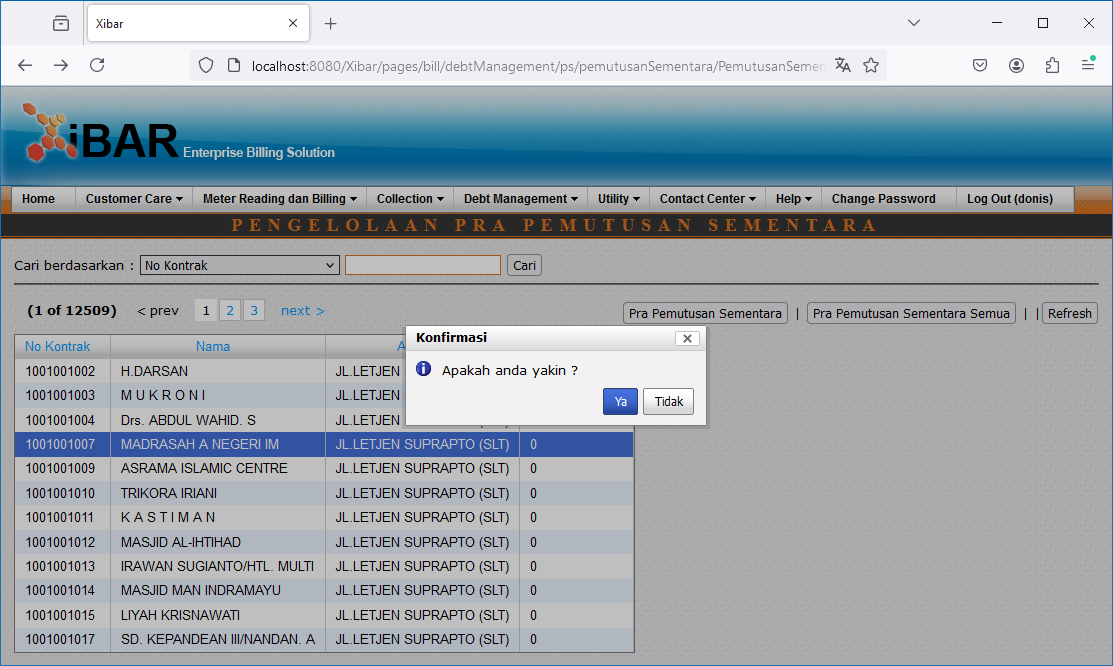 Xibar
localhost:8080/Xibar/pages/bill/debtManagement/ps/pemutusanSementara/PemutusanSemen
iBAR Enterprise Billing Solution
Home Customer Care Meter Reading dan Billing Collection Debt Management Utility Contact Center Help Change Password Log Out (donis)
PENGELOLAAN PRA PEMUTUSAN SEMENTARA
Cari berdasarkan : No Kontrak Cari
(1 of 12509) < prev 1 2 3 next > Pra Pemutusan Sementara | Pra Pemutusan Sementara Semua | | Refresh
Konfirmasi
Apakah anda yakin ?
Ya Tidak
No Kontrak Nama A
1001001002 H.DARSAN JL.LETJEN
1001001003 M U K R O N I JL.LETJEN
1001001004 Drs. ABDUL WAHID. S JL.LETJEN
1001001007 MADRASAH A NEGERI IM JL.LETJEN SUPRAPTO (SLT) 0
1001001009 ASRAMA ISLAMIC CENTRE JL.LETJEN SUPRAPTO (SLT) 0
1001001010 TRIKORA IRIANI JL.LETJEN SUPRAPTO (SLT) 0
1001001011 K A S T I M A N JL.LETJEN SUPRAPTO (SLT) 0
1001001012 MASJID AL-IHTIHAD JL.LETJEN SUPRAPTO (SLT) 0
1001001013 IRAWAN SUGIANTO/HTL. MULTI JL.LETJEN SUPRAPTO (SLT) 0
1001001014 MASJID MAN INDRAMAYU JL.LETJEN SUPRAPTO (SLT) 0
1001001015 LIYAH KRISNAWATI JL.LETJEN SUPRAPTO (SLT) 0
1001001017 SD. KEPANDEAN III/NANDAN. A JL.LETJEN SUPRAPTO (SLT) 0